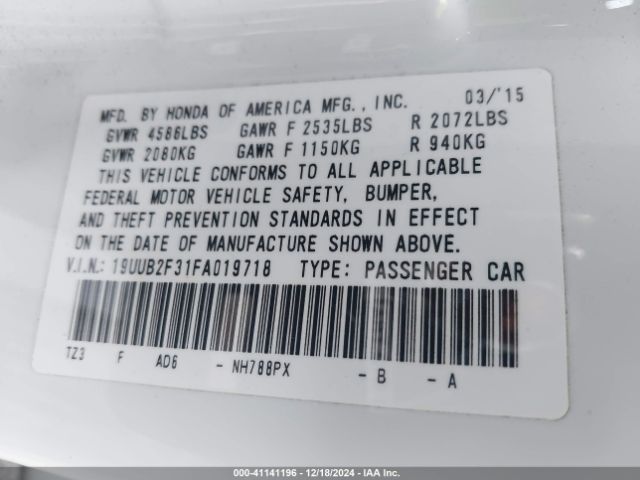 MFD. BY HONDA OF AMERICA MFG., INC. 03/'15
GVWR 4586LBS GAWR F 2535LBS R 2072LBS
GVWR 2080KG GAWR F 1150KG R 940KG
THIS VEHICLE CONFORMS TO ALL APPLICABLE
FEDERAL MOTOR VEHICLE SAFETY, BUMPER,
AND THEFT PREVENTION STANDARDS IN EFFECT
ON THE DATE OF MANUFACTURE SHOWN ABOVE.
V.I.N.: 19UUB2F31FA019718 TYPE: PASSENGER CAR
TZ3 F AD6 - NH788PX - B - A
000-41141196 - 12/18/2024 - IAA Corp.